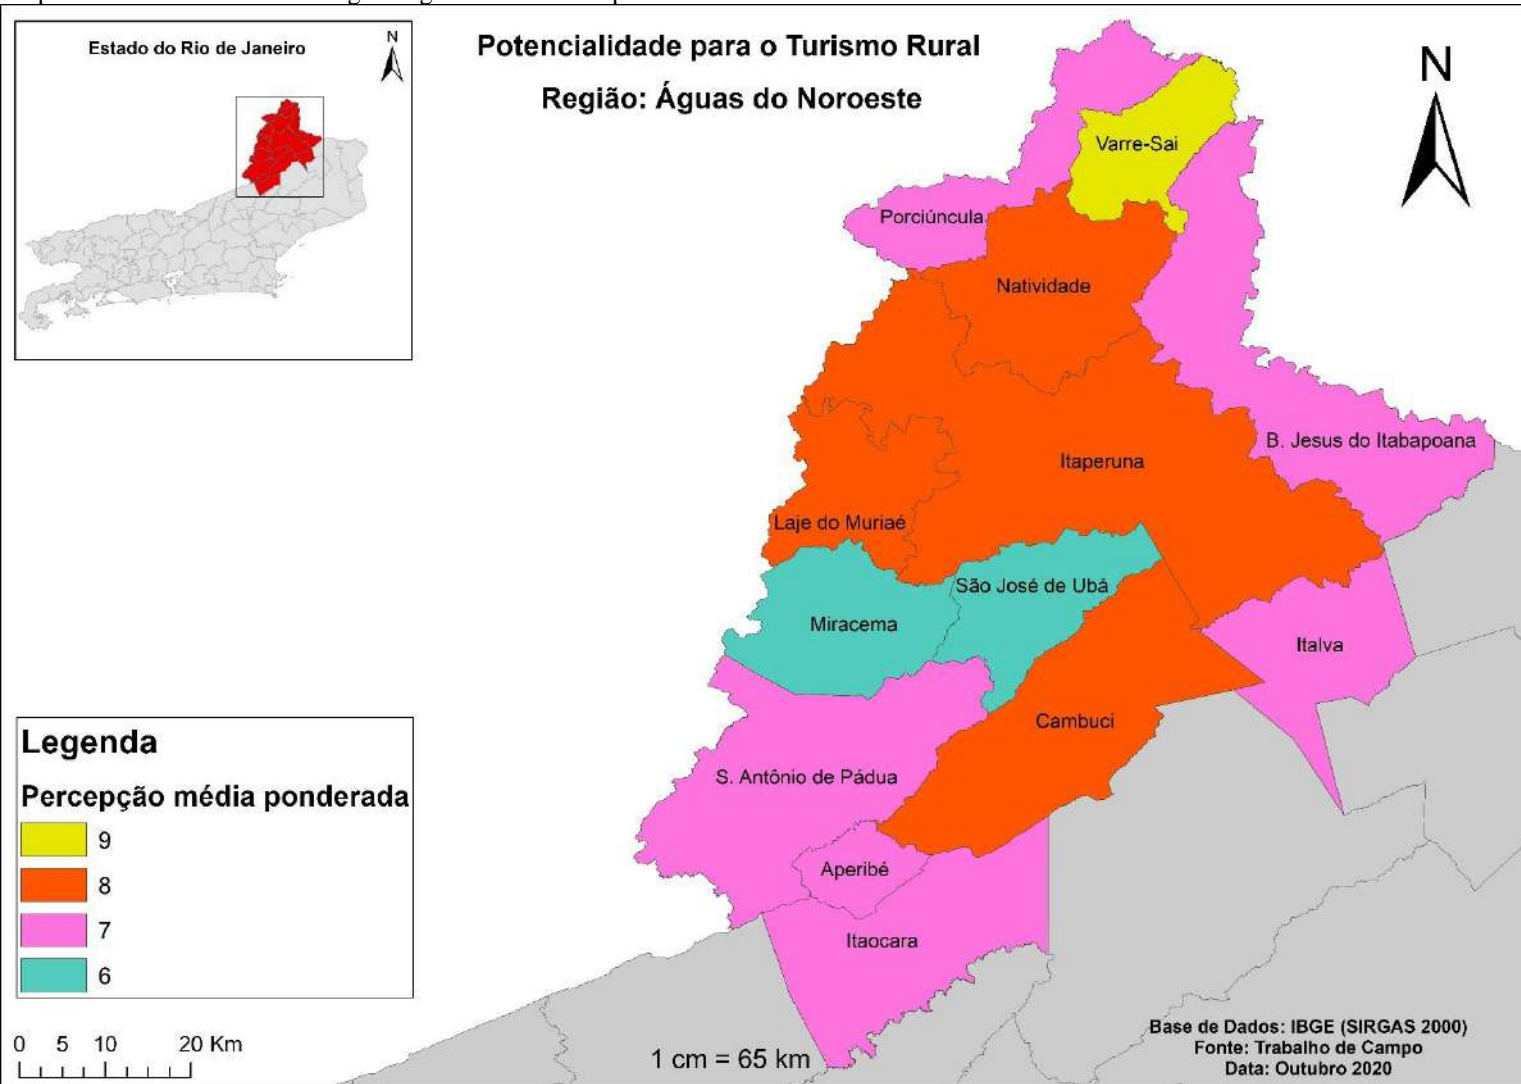 Estado do Rio de Janeiro
N
Potencialidade para o Turismo Rural
Região: Águas do Noroeste
N
Varre-Sai
Porciúncula
Natividade
B. Jesus do Itabapoana
Itaperuna
Laje do Muriaé
São José de Ubá
Miracema
Italva
Cambuci
S. Antônio de Pádua
Aperibé
Itaocara
Legenda
Percepção média ponderada
9
8
7
6
0 5 10 20 Km
1 cm = 65 km
Base de Dados: IBGE (SIRGAS 2000)
Fonte: Trabalho de Campo
Data: Outubro 2020